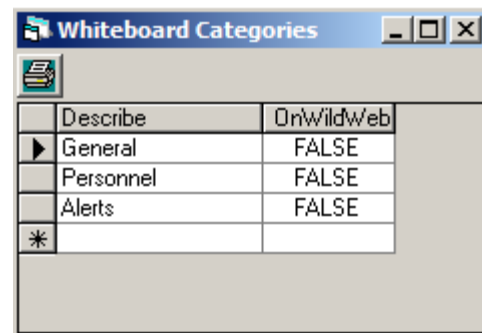 Whiteboard Categories
Describe OnWildWeb
General FALSE
Personnel FALSE
Alerts FALSE